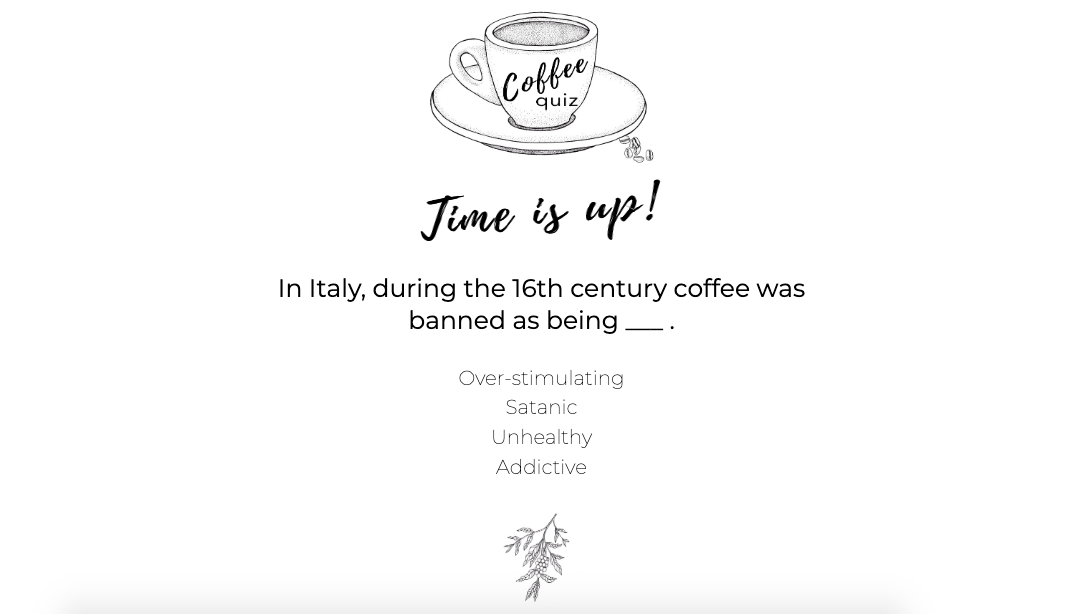 Coffee
quiz
Time is up!
In Italy, during the 16th century coffee was
banned as being ___ .
Over-stimulating
Satanic
Unhealthy
Addictive